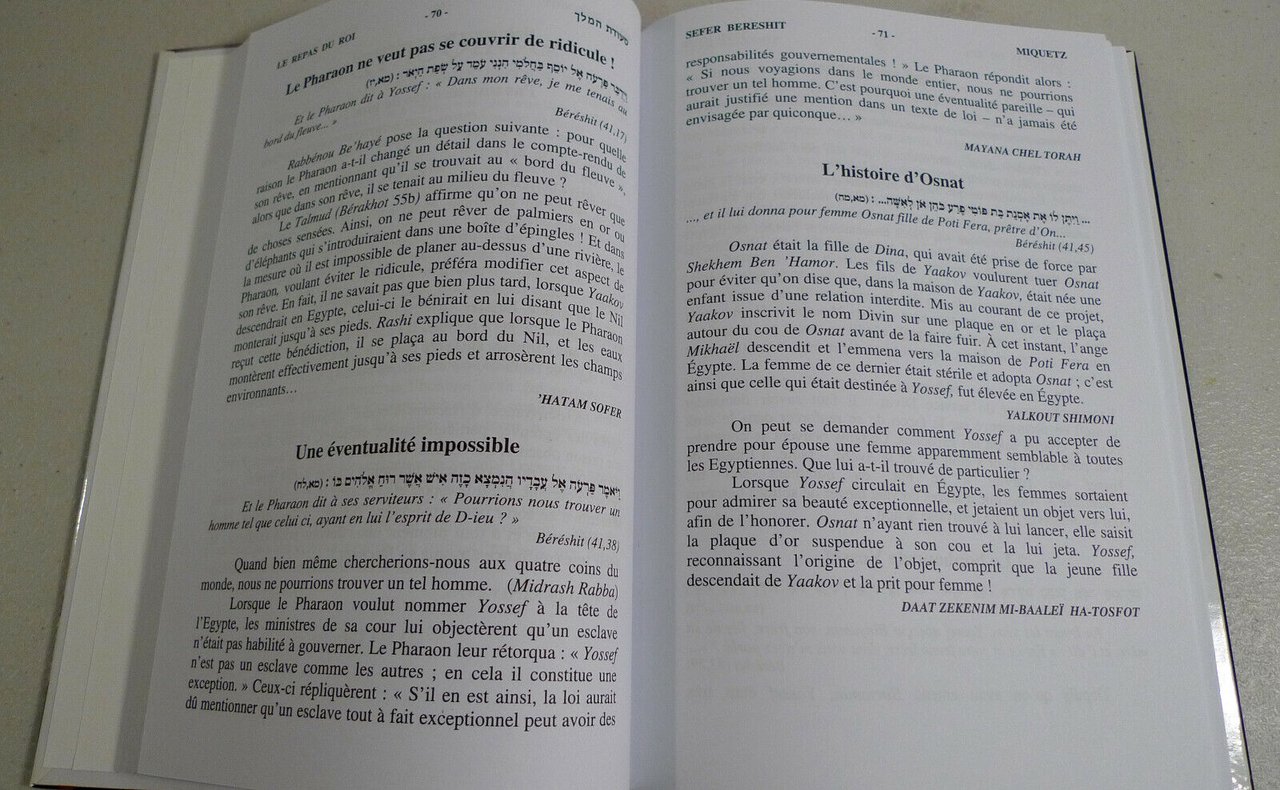 - 70 -
סעודת המלך
LE REPAS DU ROI
Le Pharaon ne veut pas se couvrir de ridicule !
וַיְדַבֵּר פַּרְעֹה אֶל יוֹסֵף בַּחֲלֹמִי הִנְנִי עֹמֵד עַל שְׂפַת הַיְאֹר : (מא,יז)
Et le Pharaon dit à Yossef : « Dans mon rêve, je me tenais au
bord du fleuve... »
Béréshit (41,17)
Rabbénou Be'hayé pose la question suivante : pour quelle
raison le Pharaon a-t-il changé un détail dans le compte-rendu de
son rêve, en mentionnant qu'il se trouvait au « bord du fleuve »,
alors que dans son rêve, il se tenait au milieu du fleuve ?
Le Talmud (Bérakhot 55b) affirme qu'on ne peut rêver que
de choses sensées. Ainsi, on ne peut rêver de palmiers en or ou
d'éléphants qui s'introduiraient dans une boîte d'épingles ! Et dans
la mesure où il est impossible de planer au-dessus d'une rivière, le
Pharaon, voulant éviter le ridicule, préféra modifier cet aspect de
son rêve. En fait, il ne savait pas que bien plus tard, lorsque Yaakov
descendrait en Egypte, celui-ci le bénirait en lui disant que le Nil
monterait jusqu'à ses pieds. Rashi explique que lorsque le Pharaon
reçut cette bénédiction, il se plaça au bord du Nil, et les eaux
montèrent effectivement jusqu'à ses pieds et arrosèrent les champs
environnants…
'HATAM SOFER
Une éventualité impossible
וַיֹּאמֶר פַּרְעֹה אֶל עֲבָדָיו הֲנִמְצָא כָזֶה אִישׁ אֲשֶׁר רוּחַ אֱלֹהִים בּוֹ : (מא,לח)
Et le Pharaon dit à ses serviteurs : « Pourrions nous trouver un
homme tel que celui ci, ayant en lui l'esprit de D-ieu ? »
Béréshit (41,38)
Quand bien même chercherions-nous aux quatre coins du
monde, nous ne pourrions trouver un tel homme. (Midrash Rabba)
Lorsque le Pharaon voulut nommer Yossef à la tête de
l'Egypte, les ministres de sa cour lui objectèrent qu'un esclave
n'était pas habilité à gouverner. Le Pharaon leur rétorqua : « Yossef
n'est pas un esclave comme les autres ; en cela il constitue une
exception. » Ceux-ci répliquèrent : « S'il en est ainsi, la loi aurait
dû mentionner qu'un esclave tout à fait exceptionnel peut avoir des
SEFER BERESHIT
- 71 -
MIQUETZ
responsabilités gouvernementales ! » Le Pharaon répondit alors :
« Si nous voyagions dans le monde entier, nous ne pourrions
trouver un tel homme. C'est pourquoi une éventualité pareille – qui
aurait justifié une mention dans un texte de loi – n'a jamais été
envisagée par quiconque… »
MAYANA CHEL TORAH
L'histoire d'Osnat
... וַיִּתֶּן לוֹ אֶת אָסְנַת בַּת פּוֹטִי פֶרַע כֹּהֵן אֹן לְאִשָּׁה... : (מא,מה)
..., et il lui donna pour femme Osnat fille de Poti Fera, prêtre d'On...
Béréshit (41,45)
Osnat était la fille de Dina, qui avait été prise de force par
Shekhem Ben 'Hamor. Les fils de Yaakov voulurent tuer Osnat
pour éviter qu'on dise que, dans la maison de Yaakov, était née une
enfant issue d'une relation interdite. Mis au courant de ce projet,
Yaakov inscrivit le nom Divin sur une plaque en or et le plaça
autour du cou de Osnat avant de la faire fuir. À cet instant, l'ange
Mikhaël descendit et l'emmena vers la maison de Poti Fera en
Égypte. La femme de ce dernier était stérile et adopta Osnat ; c'est
ainsi que celle qui était destinée à Yossef, fut élevée en Égypte.
YALKOUT SHIMONI
On peut se demander comment Yossef a pu accepter de
prendre pour épouse une femme apparemment semblable à toutes
les Egyptiennes. Que lui a-t-il trouvé de particulier ?
Lorsque Yossef circulait en Égypte, les femmes sortaient
pour admirer sa beauté exceptionnelle, et jetaient un objet vers lui,
afin de l'honorer. Osnat n'ayant rien trouvé à lui lancer, elle saisit
la plaque d'or suspendue à son cou et la lui jeta. Yossef,
reconnaissant l'origine de l'objet, comprit que la jeune fille
descendait de Yaakov et la prit pour femme !
DAAT ZEKENIM MI-BAALEÏ HA-TOSFOT